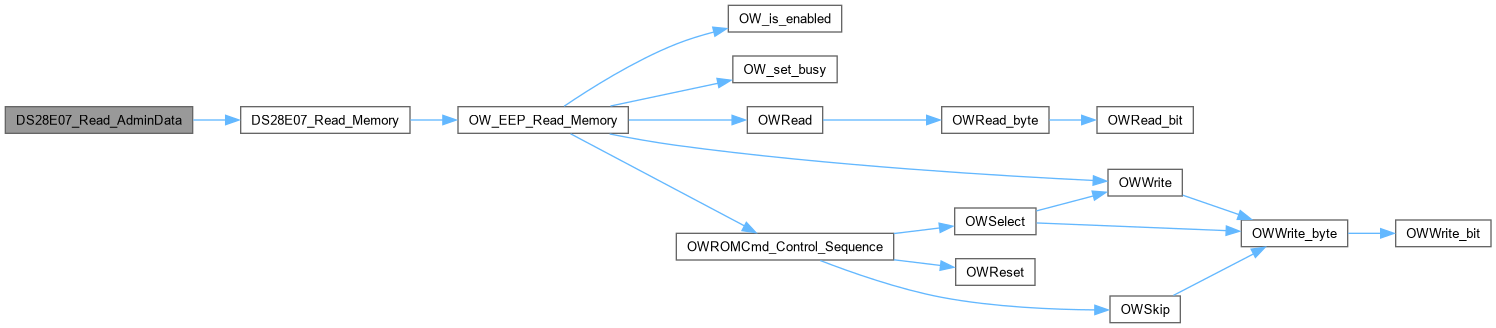 OW_is_enabled
OW_set_busy
DS28E07_Read_AdminData
DS28E07_Read_Memory
OW_EEP_Read_Memory
OWRead
OWRead_byte
OWRead_bit
OWWrite
OWSelect
OWWrite_byte
OWWrite_bit
OWROMCmd_Control_Sequence
OWReset
OWSkip